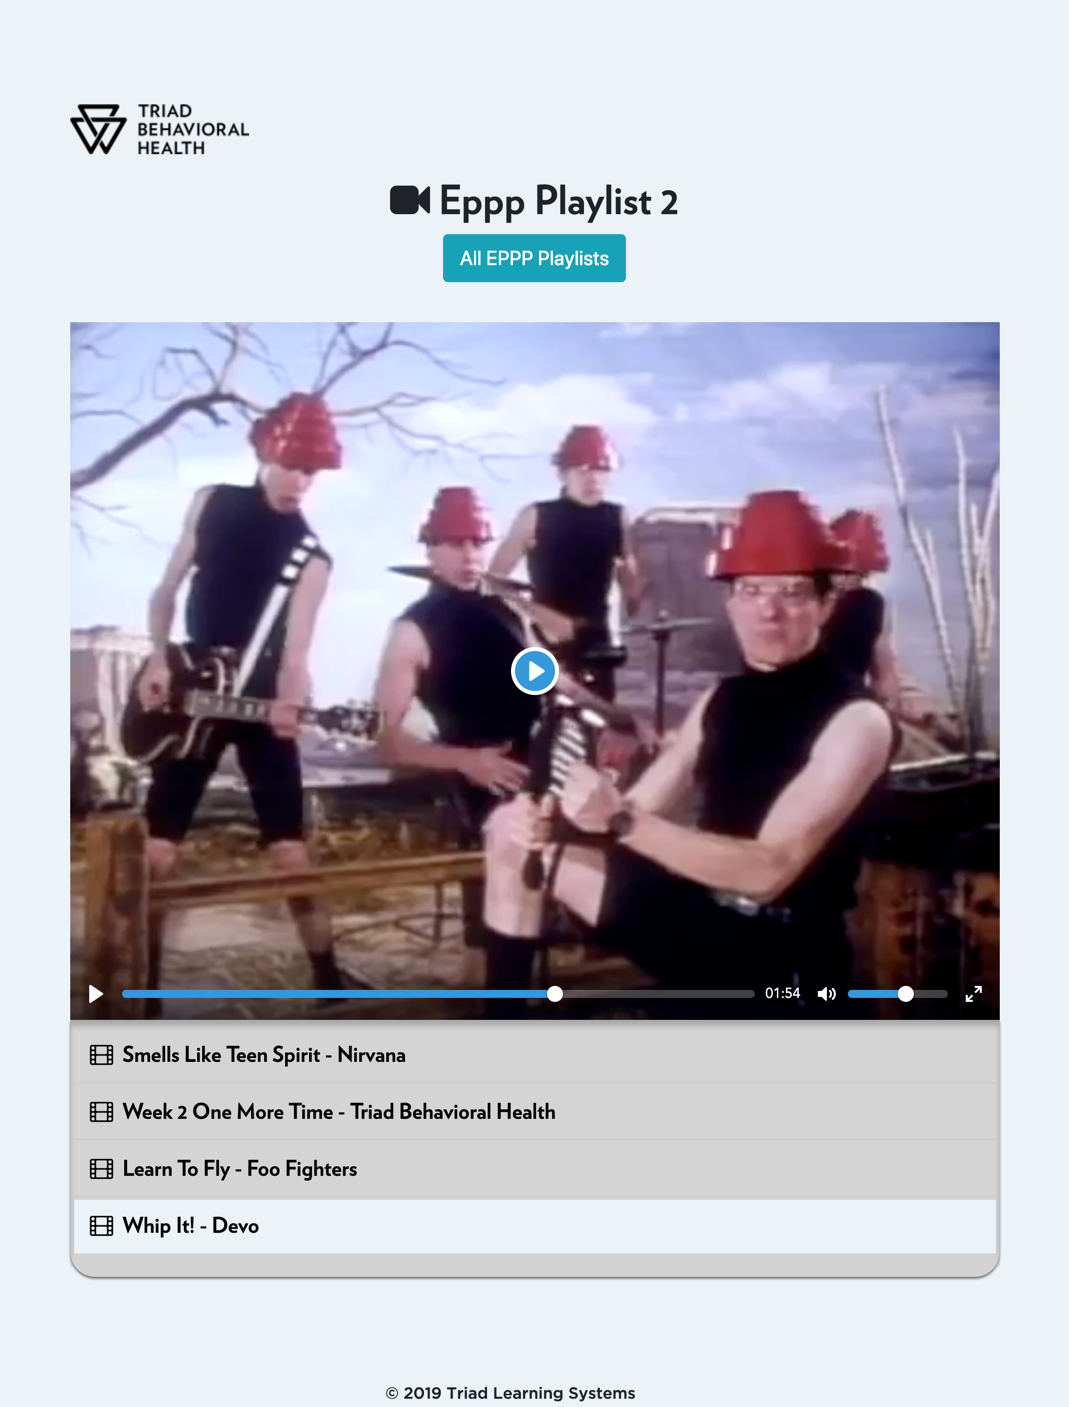 TRIAD
BEHAVIORAL
HEALTH
Eppp Playlist 2
All EPPP Playlists
01:54
Smells Like Teen Spirit - Nirvana
Week 2 One More Time - Triad Behavioral Health
Learn To Fly - Foo Fighters
Whip It! - Devo
© 2019 Triad Learning Systems